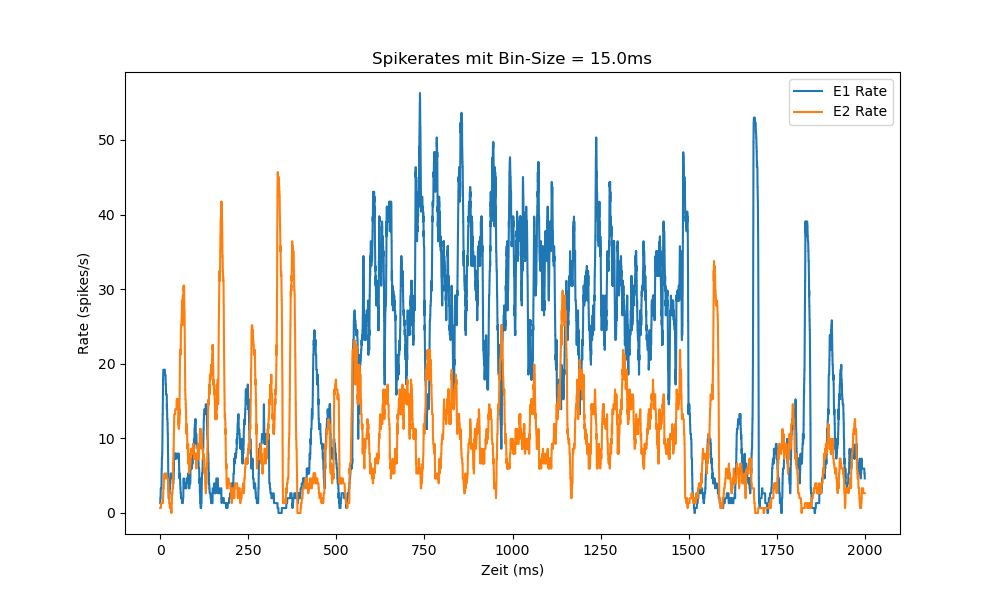 Spikerates mit Bin-Size = 15.0ms
E1 Rate
E2 Rate
Rate (spikes/s)
50
40
30
20
10
0
0 250 500 750 1000 1250 1500 1750 2000
Zeit (ms)